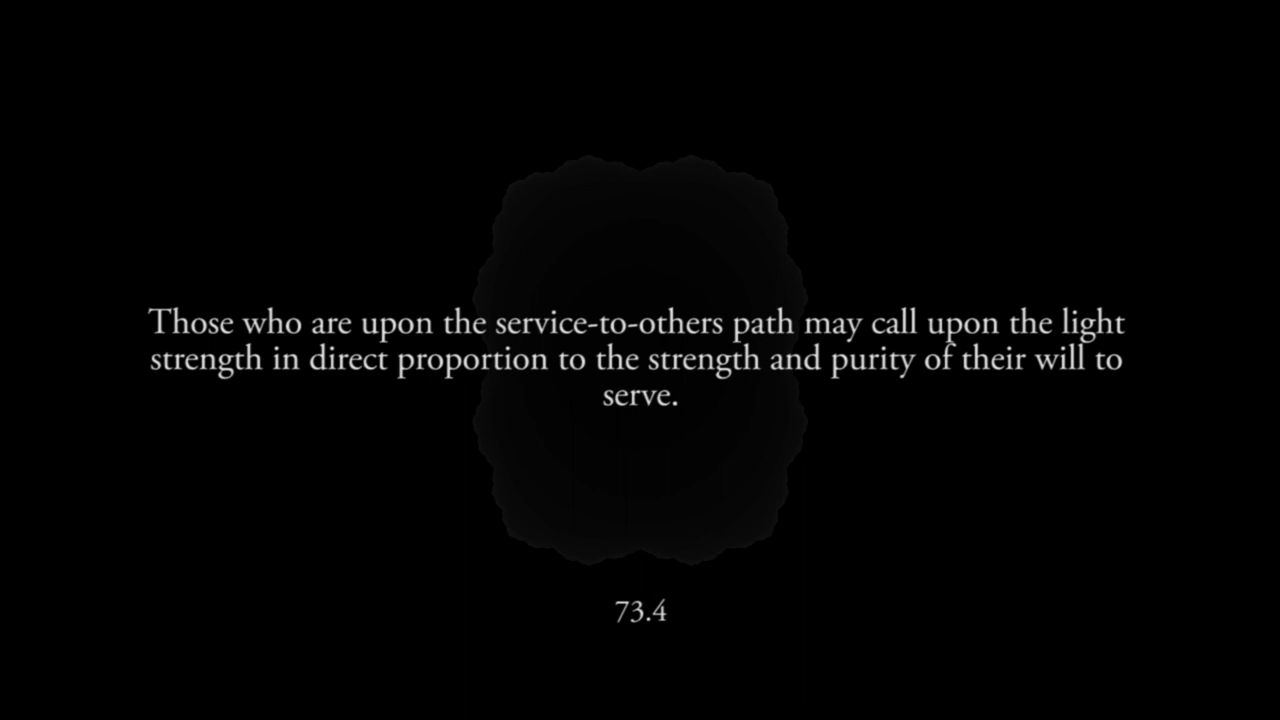 Those who are upon the service-to-others path may call upon the light
strength in direct proportion to the strength and purity of their will to
serve.
73.4